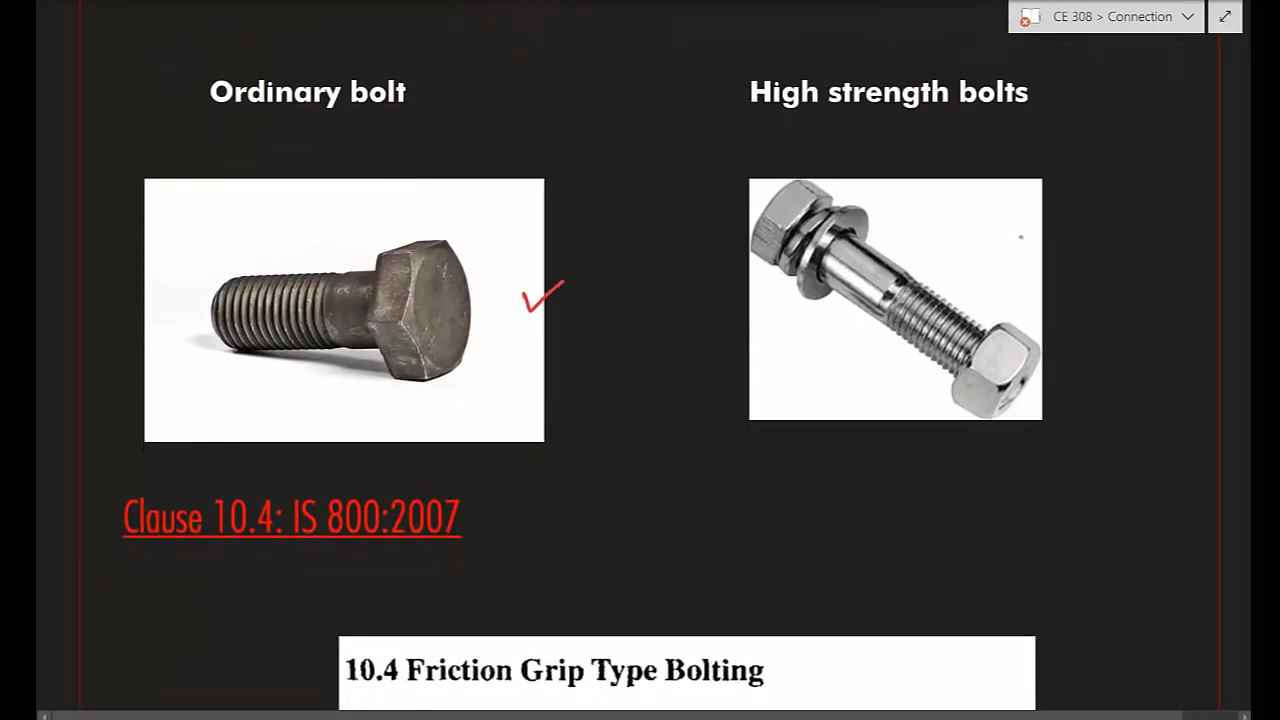 CE 308 > Connection
Ordinary bolt
High strength bolts
Clause 10.4: IS 800:2007
10.4 Friction Grip Type Bolting